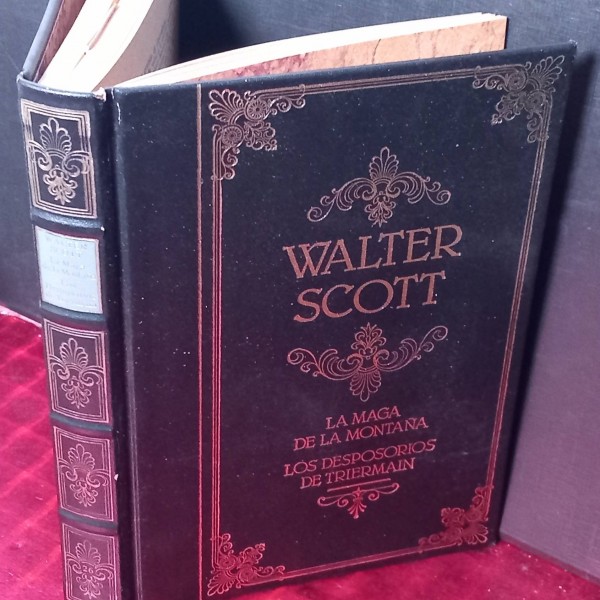 WALTER
SCOTT
LA MAGA
DE LA MONTAÑA
LOS DESPOSORIOS
DE TRIERMAIN